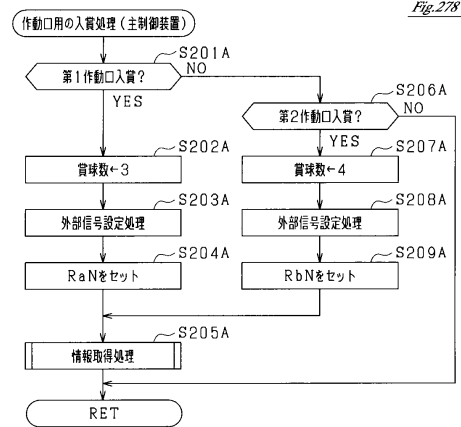 Fig.278
作動口用の入賞処理(主制御装置)
S201A
第1作動口入賞?
NO
YES
S206A
第2作動口入賞?
NO
YES
S202A
賞球数←3
S207A
賞球数←4
S203A
外部信号設定処理
S208A
外部信号設定処理
S204A
RaNをセット
S209A
RbNをセット
S205A
情報取得処理
RET